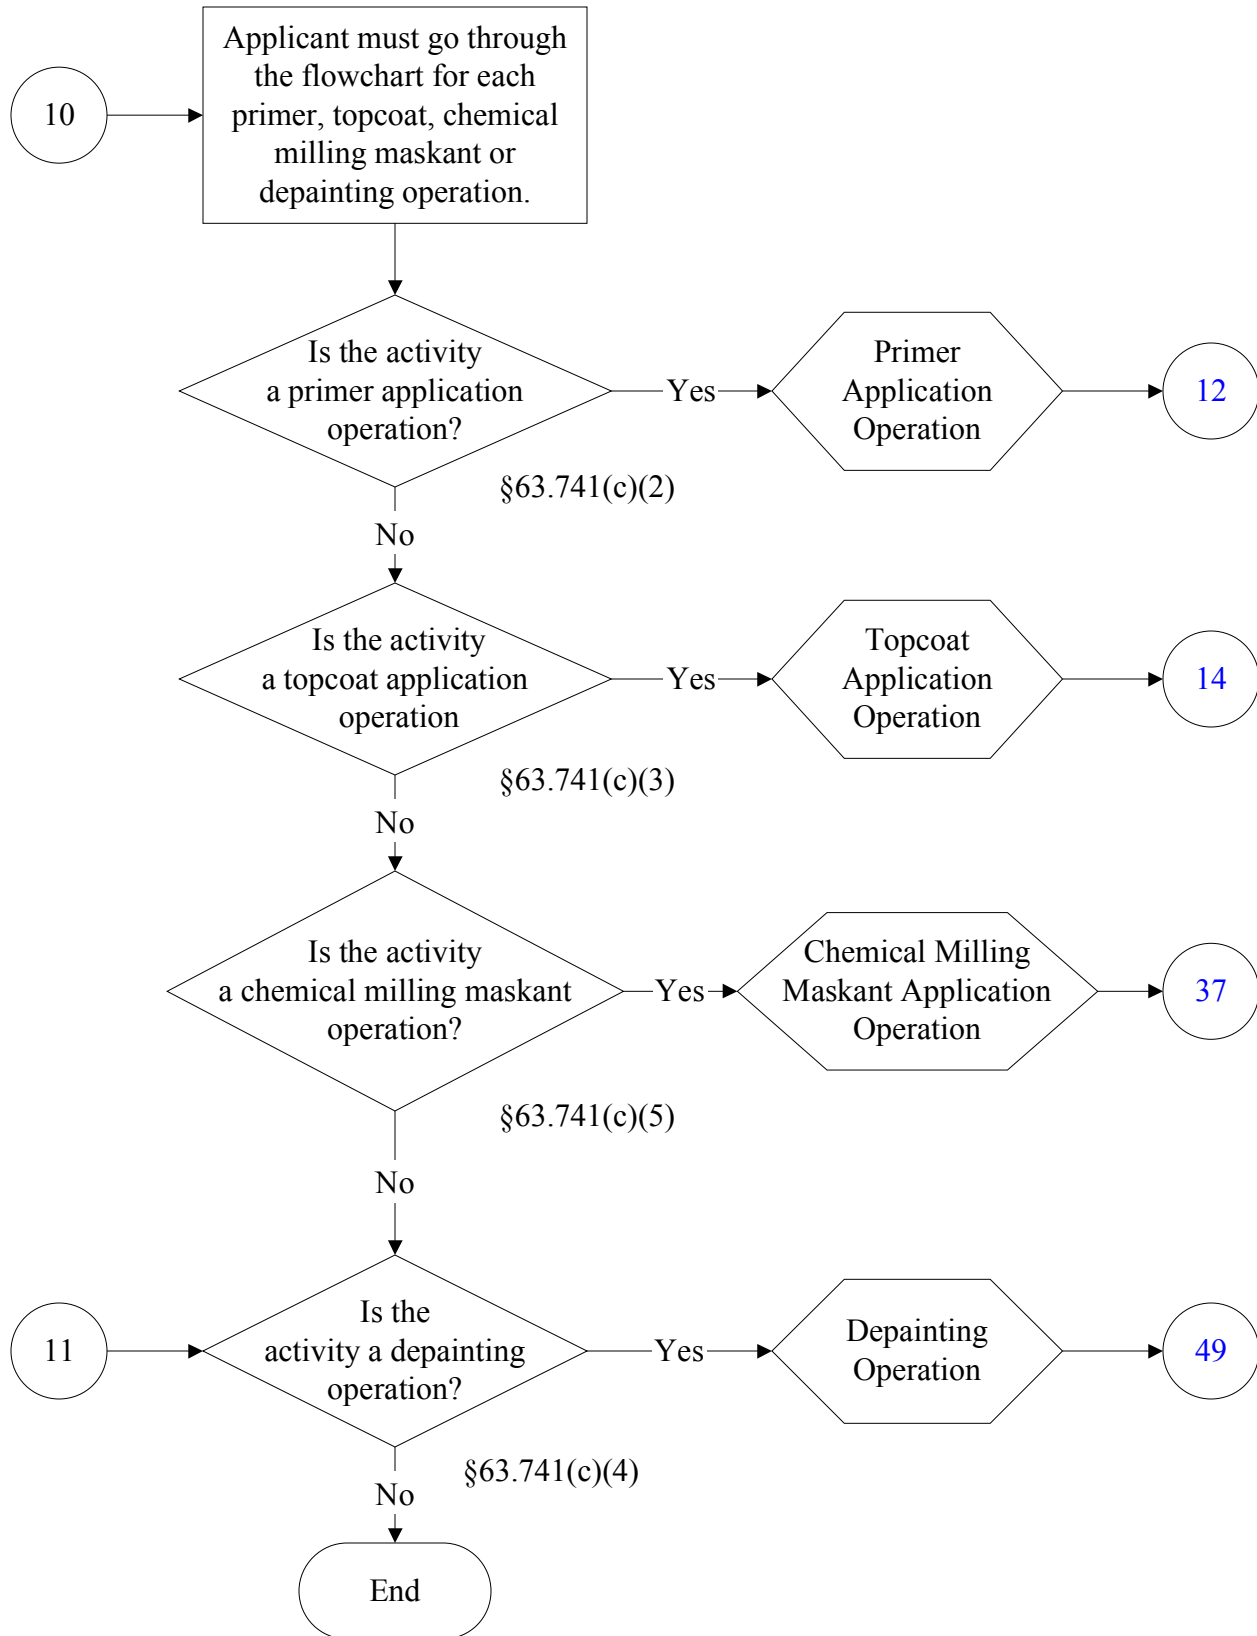 10
Applicant must go through
the flowchart for each
primer, topcoat, chemical
milling maskant or
depainting operation.
Is the activity
a primer application
operation?
Yes
Primer
Application
Operation
12
§63.741(c)(2)
No
Is the activity
a topcoat application
operation
Yes
Topcoat
Application
Operation
14
§63.741(c)(3)
No
Is the activity
a chemical milling maskant
operation?
Yes
Chemical Milling
Maskant Application
Operation
37
§63.741(c)(5)
No
11
Is the
activity a depainting
operation?
Yes
Depainting
Operation
49
§63.741(c)(4)
No
End